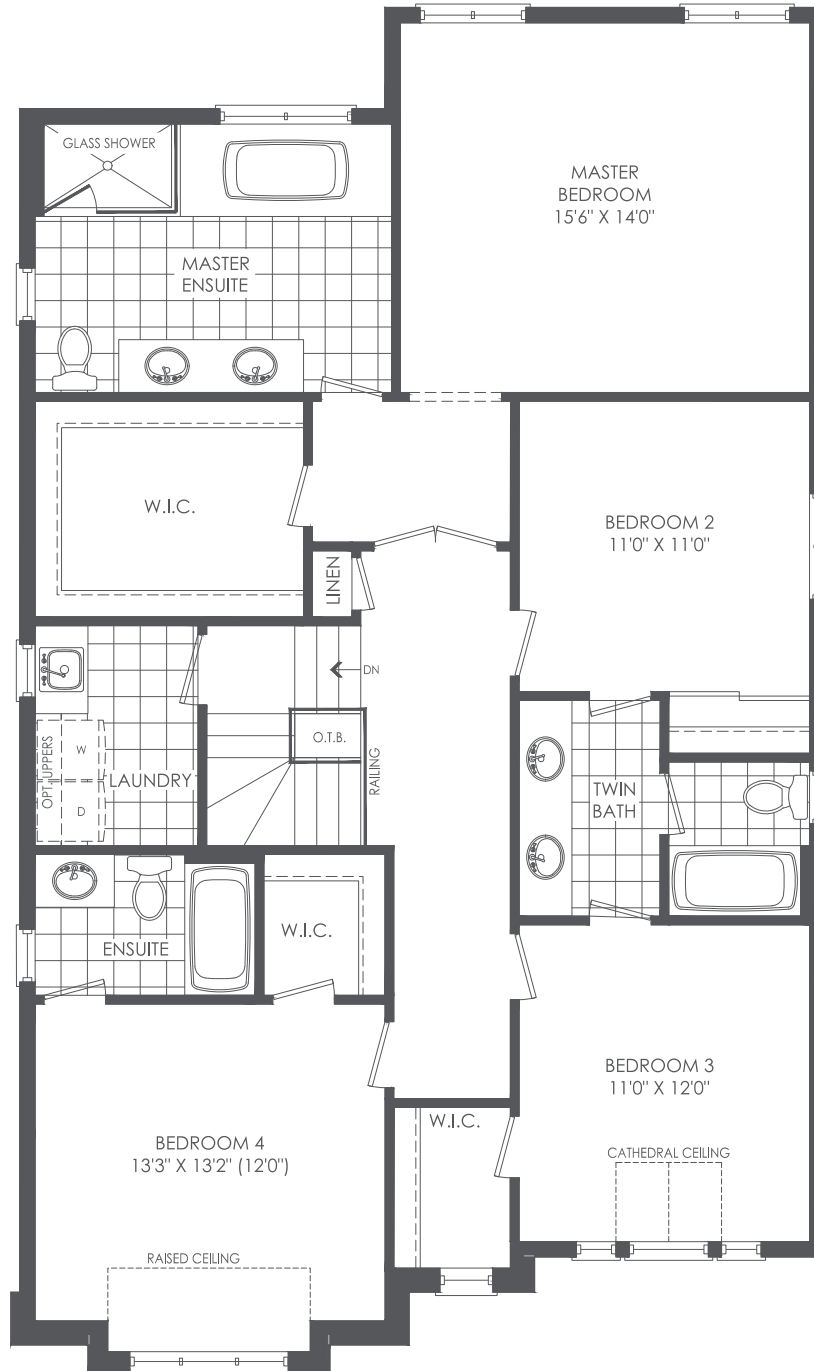 GLASS SHOWER
MASTER
BEDROOM
15'6" X 14'0"
MASTER
ENSUITE
W.I.C.
BEDROOM 2
11'0" X 11'0"
LINEN
DN
O.T.B.
RAILING
OPT. UPPERS
W
LAUNDRY
D
TWIN
BATH
ENSUITE
W.I.C.
BEDROOM 3
11'0" X 12'0"
W.I.C.
BEDROOM 4
13'3" X 13'2" (12'0")
CATHEDRAL CEILING
RAISED CEILING